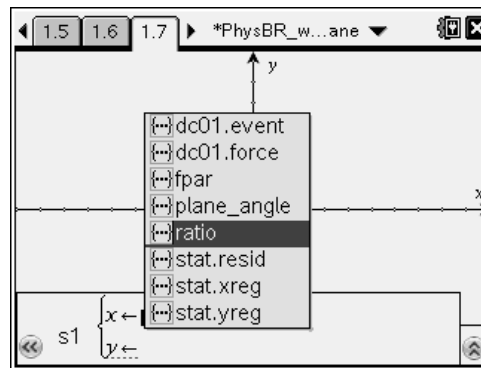 1.5 1.6 1.7 *PhysBR_w...ane
y
dc01.event
dc01.force
fpar
plane_angle
ratio
x
stat.resid
stat.xreg
stat.yreg
s1
x←
y←